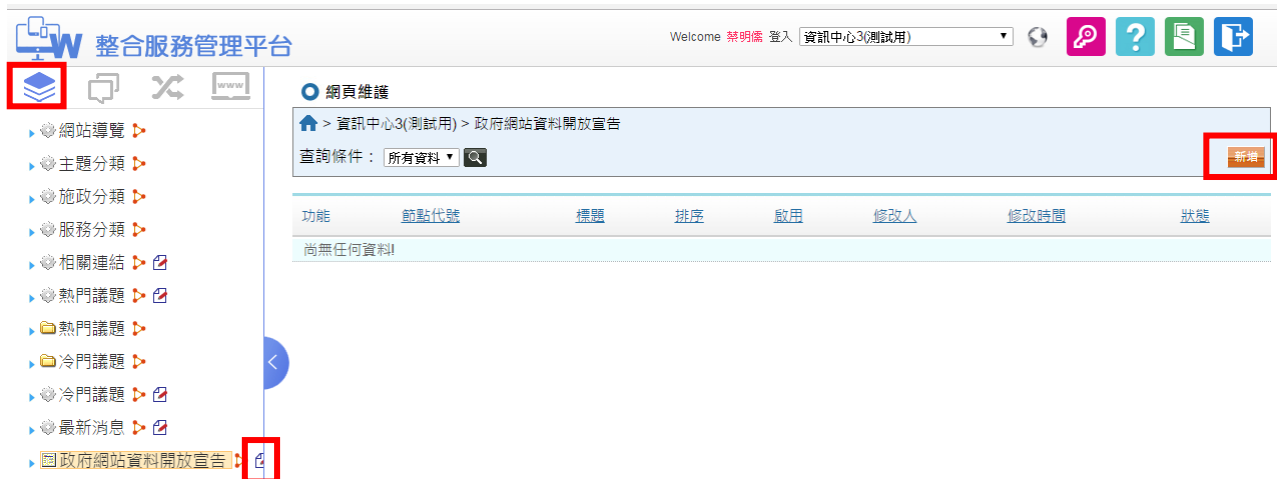 W 整合服務管理平台
Welcome 禁明儒 登入 資訊中心3(測試用)
?
www
網站導覽
主題分類
施政分類
服務分類
相關連結
熱門議題
熱門議題
冷門議題
冷門議題
最新消息
政府網站資料開放宣告
網頁維護
> 資訊中心3(測試用) > 政府網站資料開放宣告
查詢條件： 所有資料
新增
功能 節點代號 標題 排序 啟用 修改人 修改時間 狀態
尚無任何資料!